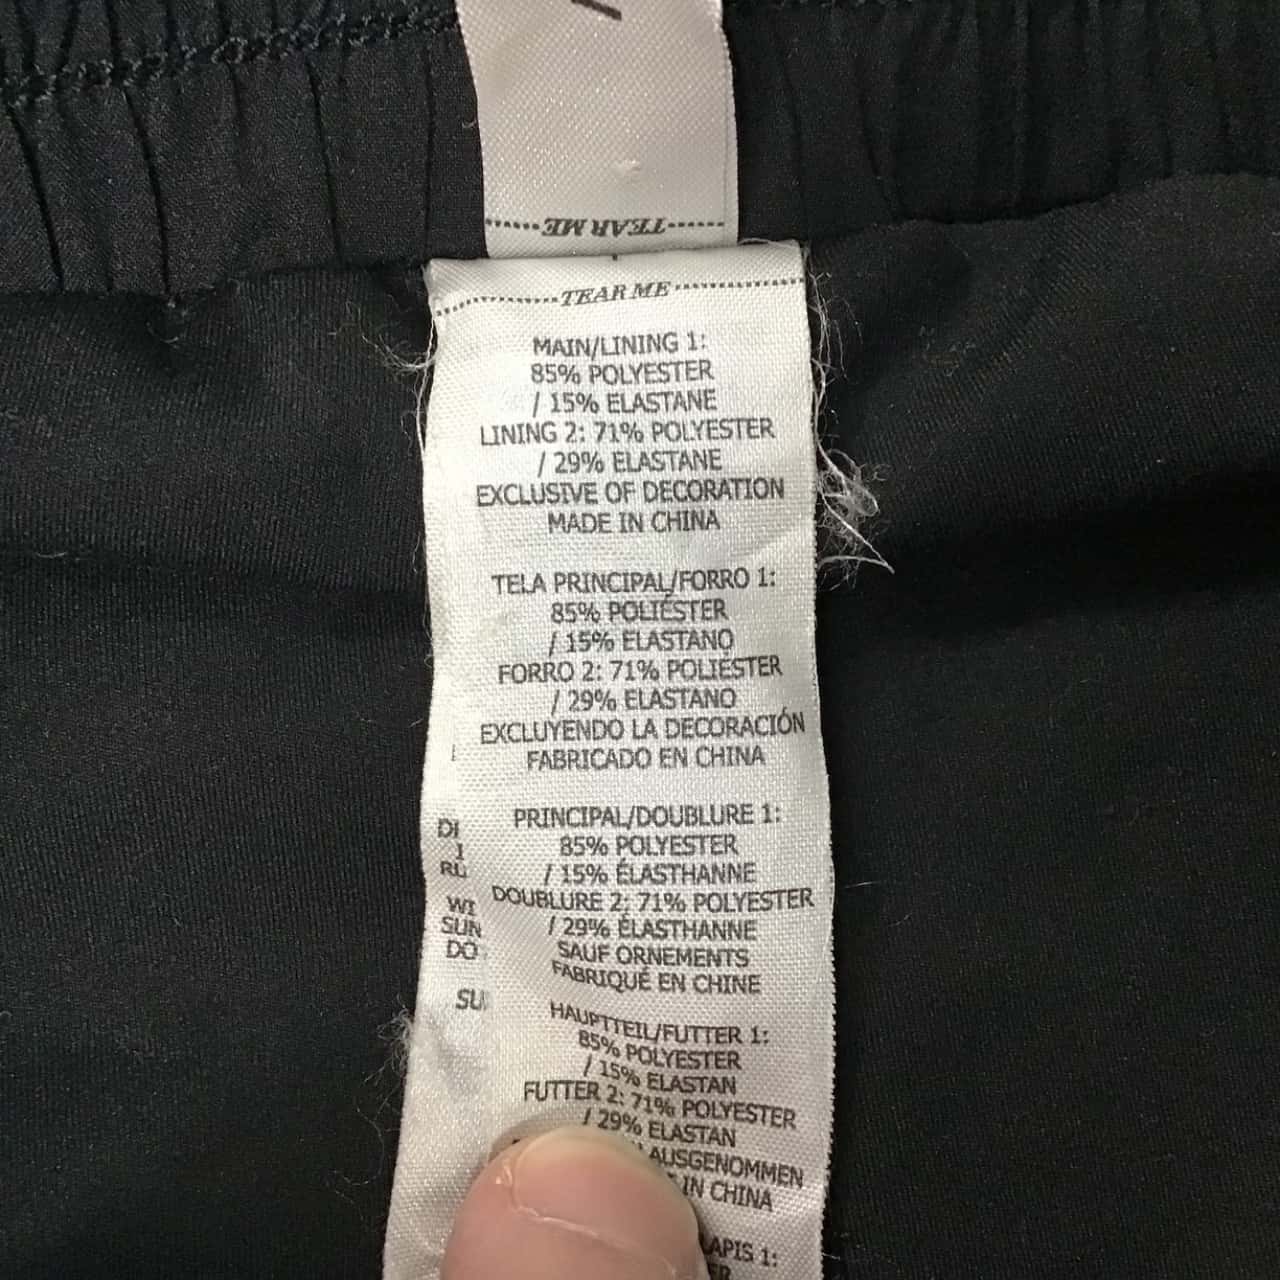 TEAR ME
TEAR ME
MAIN/LINING 1:
85% POLYESTER
/ 15% ELASTANE
LINING 2: 71% POLYESTER
/ 29% ELASTANE
EXCLUSIVE OF DECORATION
MADE IN CHINA
TELA PRINCIPAL/FORRO 1:
85% POLIÉSTER
/ 15% ELASTANO
FORRO 2: 71% POLIÉSTER
/ 29% ELASTANO
EXCLUYENDO LA DECORACIÓN
FABRICADO EN CHINA
PRINCIPAL/DOUBLURE 1:
85% POLYESTER
/ 15% ÉLASTHANNE
DOUBLURE 2: 71% POLYESTER
/ 29% ÉLASTHANNE
SAUF ORNEMENTS
FABRIQUÉ EN CHINE
HAUPTTEIL/FUTTER 1:
85% POLYESTER
/ 15% ELASTAN
FUTTER 2: 71% POLYESTER
/ 29% ELASTAN
AUSGENOMMEN
IN CHINA
1: